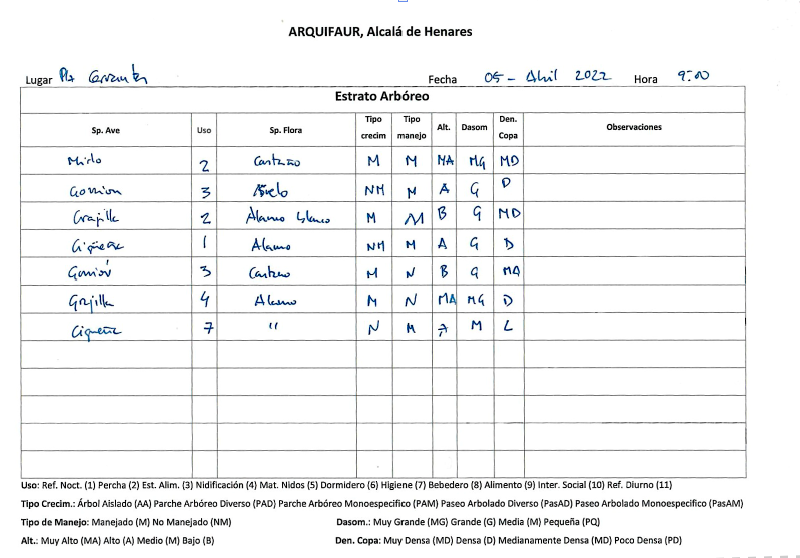 ARQUIFAUR, Alcalá de Henares
Lugar Plz Cervantes Fecha 05 - Abril 2022 Hora 9:00
Estrato Arbóreo
Sp. Ave Uso Sp. Flora Tipo crecim Tipo manejo Alt. Dasom Den. Copa Observaciones
Mirlo 2 Castaño M M MA MG MD
Gorrion 3 NM M A G D
Grajilla 2 Alamo blanco M M B G MD
Cigüeña 1 Alamo NM M A G D
Gorrión 3 Castaño M N B G MA
Grajilla 4 Alamo M N MA MG D
Cigueña 7 " N M A M L
Uso: Ref. Noct. (1) Percha (2) Est. Alim. (3) Nidificación (4) Mat. Nidos (5) Dormidero (6) Higiene (7) Bebedero (8) Alimento (9) Inter. Social (10) Ref. Diurno (11)
Tipo Crecim.: Árbol Aislado (AA) Parche Arbóreo Diverso (PAD) Parche Arbóreo Monoespecifico (PAM) Paseo Arbolado Diverso (PasAD) Paseo Arbolado Monoespecifico (PasAM)
Tipo de Manejo: Manejado (M) No Manejado (NM) Dasom.: Muy Grande (MG) Grande (G) Media (M) Pequeña (PQ)
Alt.: Muy Alto (MA) Alto (A) Medio (M) Bajo (B) Den. Copa: Muy Densa (MD) Densa (D) Medianamente Densa (MD) Poco Densa (PD)